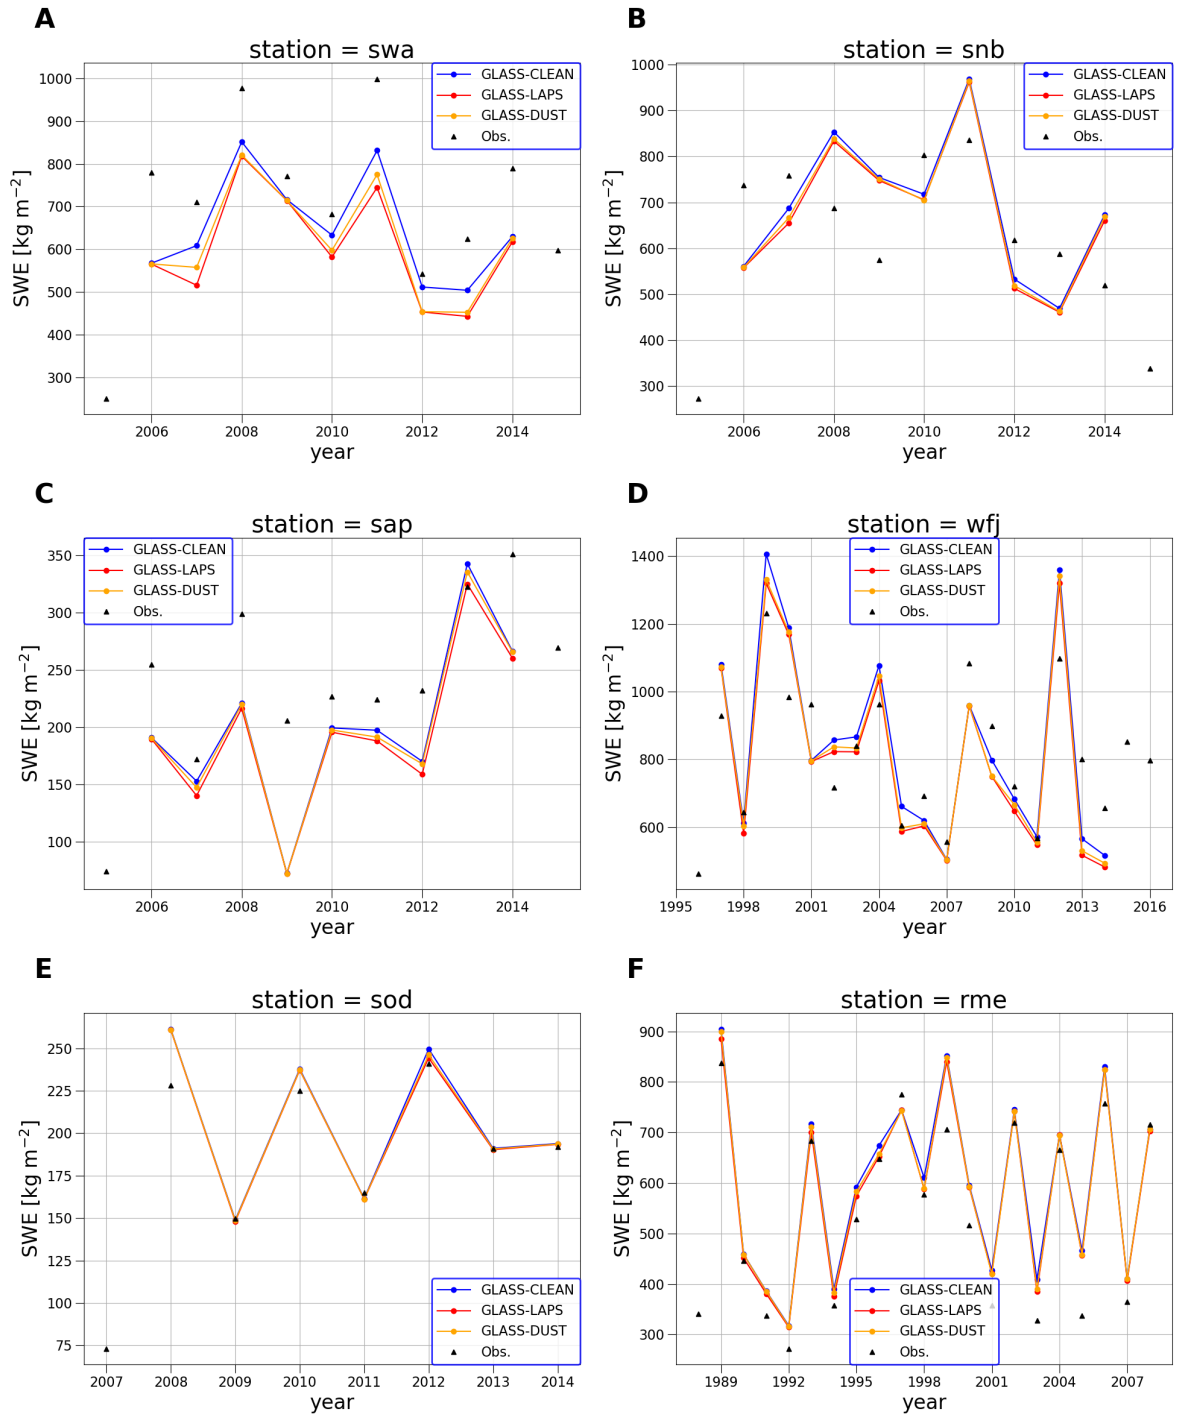 A
station = swa
GLASS-CLEAN
GLASS-LAPS
GLASS-DUST
Obs.
SWE [kg m−2]
1000
900
800
700
600
500
400
300
2006 2008 2010 2012 2014
year
B
station = snb
GLASS-CLEAN
GLASS-LAPS
GLASS-DUST
Obs.
SWE [kg m−2]
1000
900
800
700
600
500
400
300
2006 2008 2010 2012 2014
year
C
station = sap
GLASS-CLEAN
GLASS-LAPS
GLASS-DUST
Obs.
SWE [kg m−2]
350
300
250
200
150
100
2006 2008 2010 2012 2014
year
D
station = wfj
GLASS-CLEAN
GLASS-LAPS
GLASS-DUST
Obs.
SWE [kg m−2]
1400
1200
1000
800
600
1995 1998 2001 2004 2007 2010 2013 2016
year
E
station = sod
SWE [kg m−2]
250
225
200
175
150
125
100
75
GLASS-CLEAN
GLASS-LAPS
GLASS-DUST
Obs.
2007 2008 2009 2010 2011 2012 2013 2014
year
F
station = rme
SWE [kg m−2]
900
800
700
600
500
400
300
GLASS-CLEAN
GLASS-LAPS
GLASS-DUST
Obs.
1989 1992 1995 1998 2001 2004 2007
year